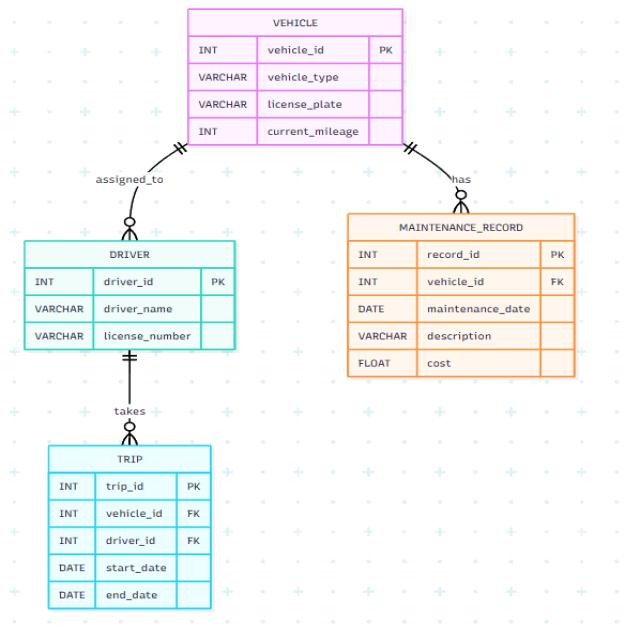 VEHICLE
INT vehicle_id PK
VARCHAR vehicle_type
VARCHAR license_plate
INT current_mileage
assigned_to
has
DRIVER
INT driver_id PK
VARCHAR driver_name
VARCHAR license_number
MAINTENANCE_RECORD
INT record_id PK
INT vehicle_id FK
DATE maintenance_date
VARCHAR description
FLOAT cost
takes
TRIP
INT trip_id PK
INT vehicle_id FK
INT driver_id FK
DATE start_date
DATE end_date